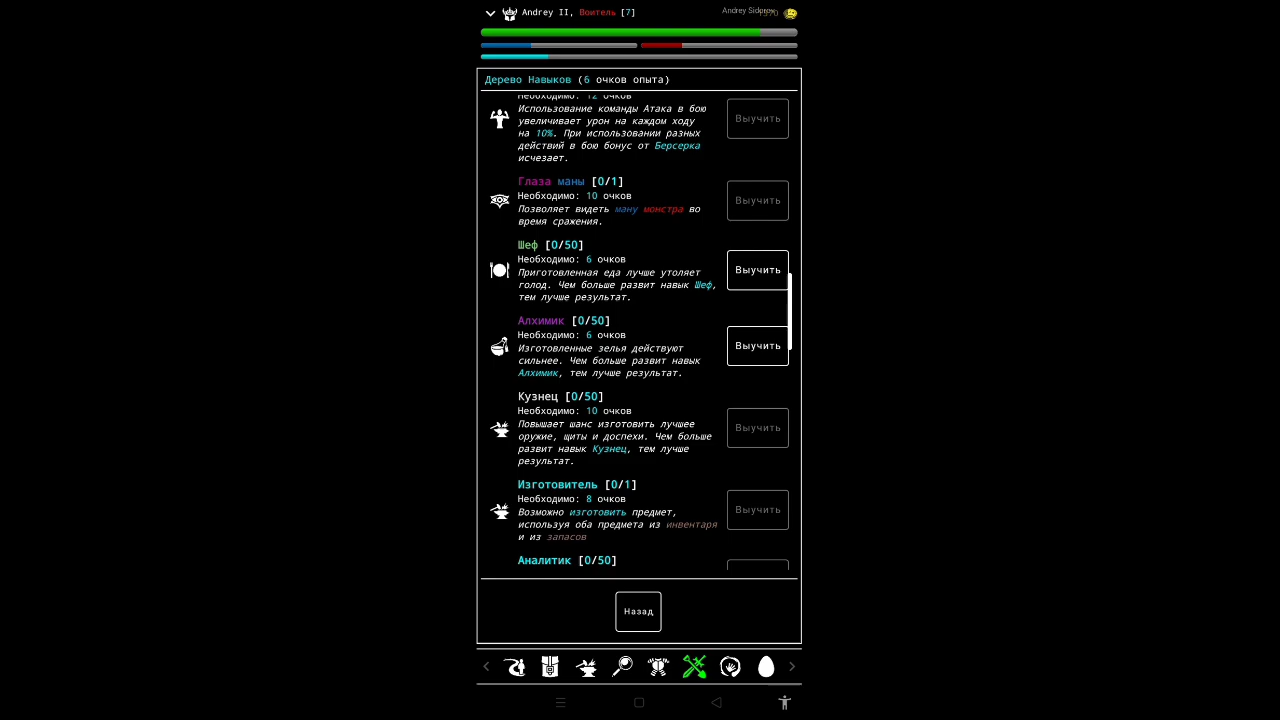 Andrey II, Воитель [7]
Andrey Sidorov
Дерево Навыков (6 очков опыта)
Необходимо: 12 очков
Использование команды Атака в бою
увеличивает урон на каждом ходу
на 10%. При использовании разных
действий в бою бонус от Берсерка
исчезает.
Выучить
Глаза маны [0/1]
Необходимо: 10 очков
Позволяет видеть ману монстра во
время сражения.
Выучить
Шеф [0/50]
Необходимо: 6 очков
Приготовленная еда лучше утоляет
голод. Чем больше развит навык Шеф,
тем лучше результат.
Выучить
Алхимик [0/50]
Необходимо: 6 очков
Изготовленные зелья действуют
сильнее. Чем больше развит навык
Алхимик, тем лучше результат.
Выучить
Кузнец [0/50]
Необходимо: 10 очков
Повышает шанс изготовить лучшее
оружие, щиты и доспехи. Чем больше
развит навык Кузнец, тем лучше
результат.
Выучить
Изготовитель [0/1]
Необходимо: 8 очков
Возможно изготовить предмет,
используя оба предмета из инвентаря
и из запасов
Выучить
Аналитик [0/50]
Назад